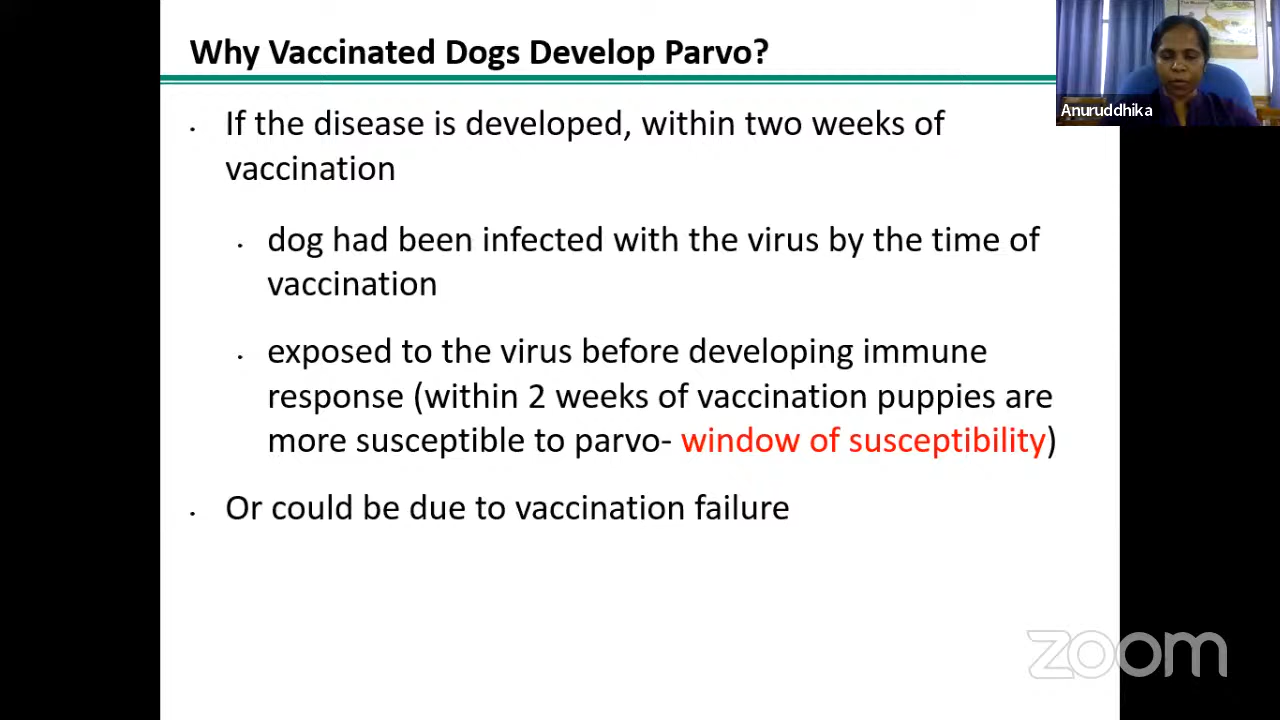 Why Vaccinated Dogs Develop Parvo?
Anuruddhika
• If the disease is developed, within two weeks of
vaccination
• dog had been infected with the virus by the time of
vaccination
• exposed to the virus before developing immune
response (within 2 weeks of vaccination puppies are
more susceptible to parvo- window of susceptibility)
• Or could be due to vaccination failure
zoom